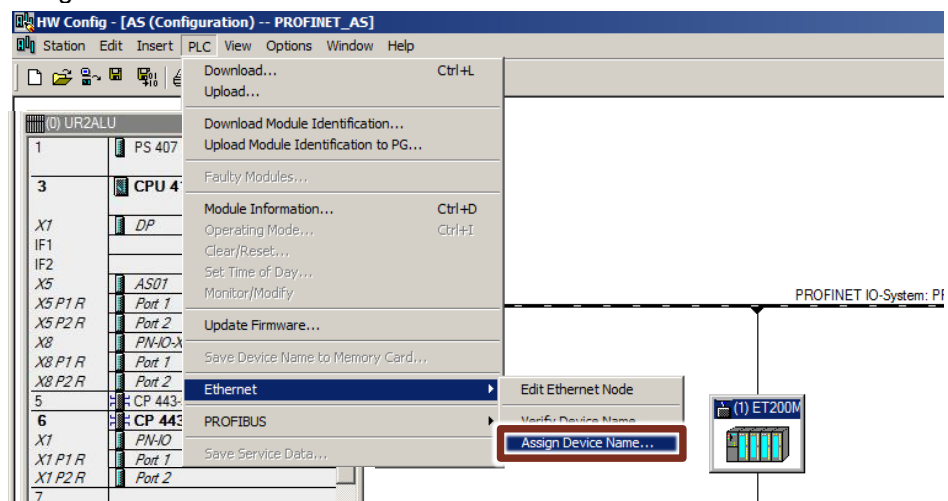 HW Config - [AS (Configuration) -- PROFINET_AS]
Station Edit Insert PLC View Options Window Help
Download... Ctrl+L
Upload...
Download Module Identification...
Upload Module Identification to PG...
Faulty Modules...
Module Information... Ctrl+D
Operating Mode... Ctrl+I
Clear/Reset...
Set Time of Day...
Monitor/Modify
Update Firmware...
Save Device Name to Memory Card...
Ethernet
PROFIBUS
Save Service Data...
Edit Ethernet Node
Verify Device Name
Assign Device Name...
(0) UR2ALU
1 PS 407
3 CPU 4
X1 DP
IF1
IF2
X5 AS01
X5 P1 R Port 1
X5 P2 R Port 2
X8 PN-IO-X
X8 P1 R Port 1
X8 P2 R Port 2
5 CP 443-
6 CP 443
X1 PN-IO
X1 P1 R Port 1
X1 P2 R Port 2
7
PROFINET IO-System: P
(1) ET200M